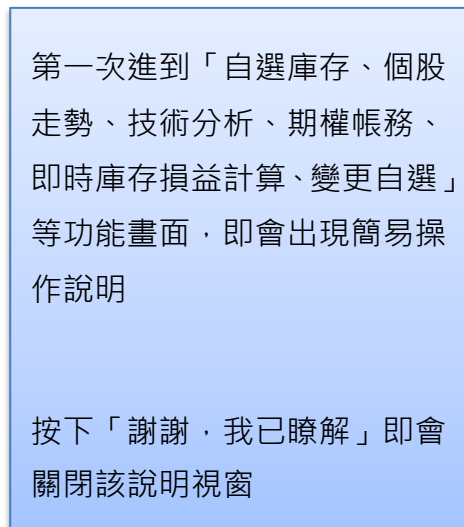 第一次進到「自選庫存、個股
走勢、技術分析、期權帳務、
即時庫存損益計算、變更自選」
等功能畫面，即會出現簡易操
作說明
按下「謝謝，我已瞭解」即會
關閉該說明視窗